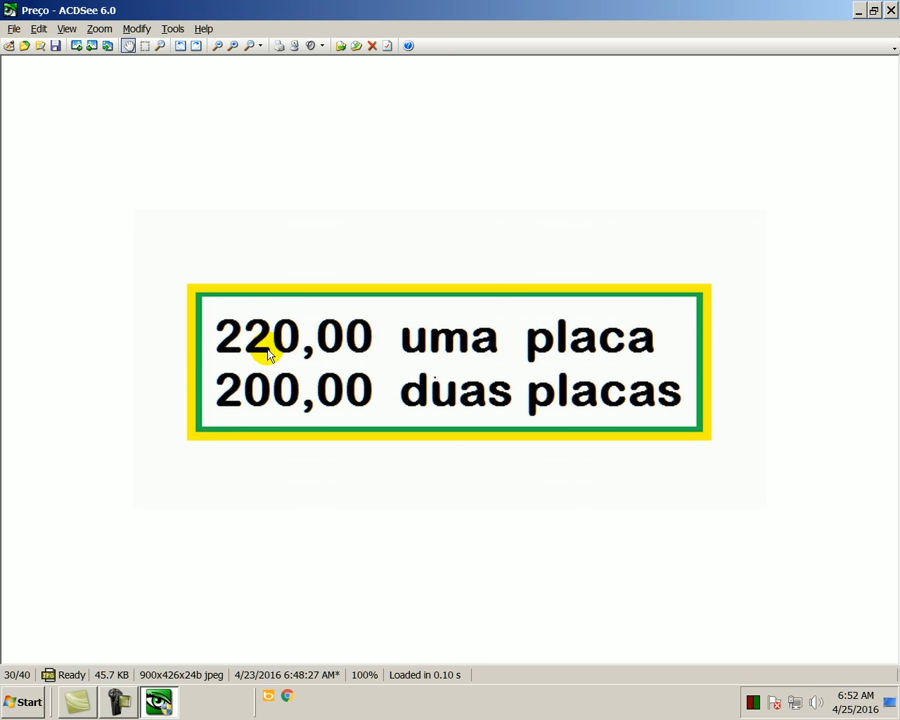 Preço - ACDSee 6.0
File Edit View Zoom Modify Tools Help
220,00 uma placa
200,00 duas placas
30/40 Ready 45.7 KB 900x426x24b jpeg 4/23/2016 6:48:27 AM* 100% Loaded in 0.10 s
Start
6:52 AM
4/25/2016